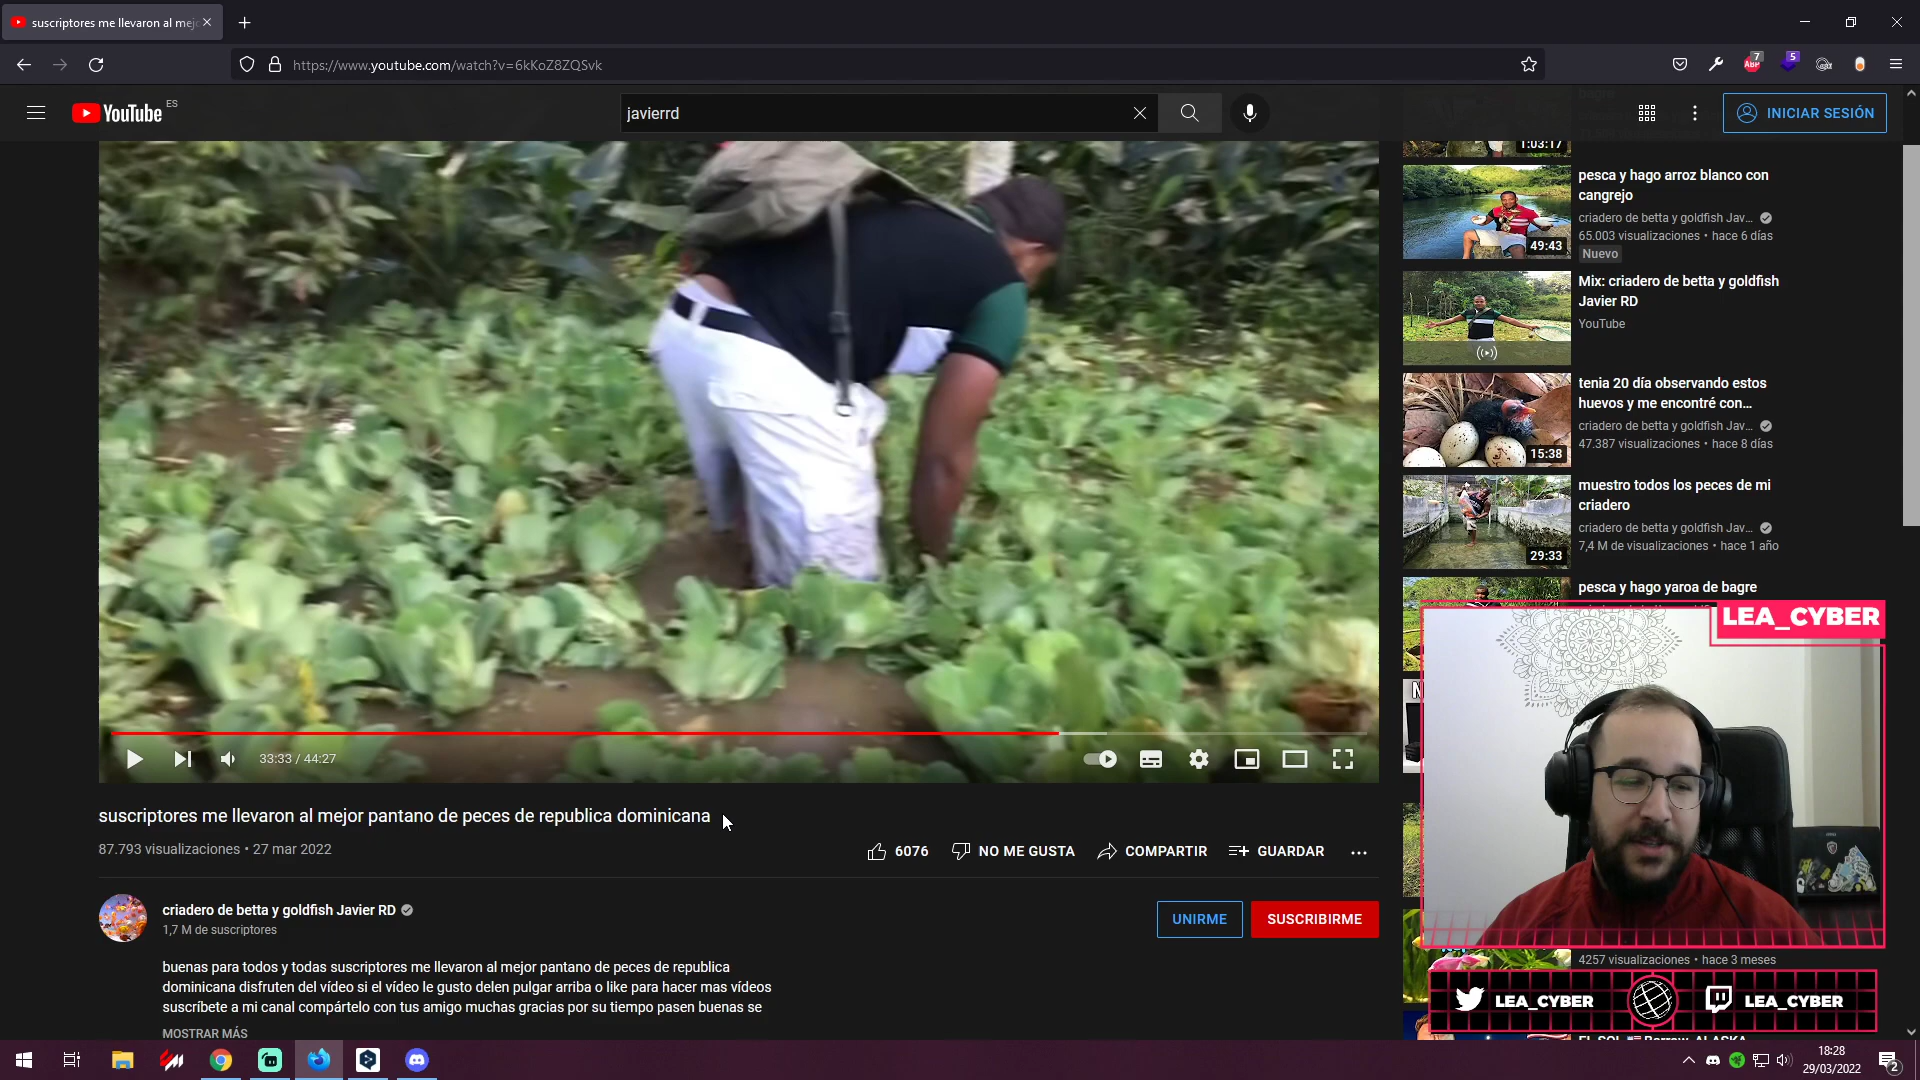 suscriptores me llevaron al mej
https://www.youtube.com/watch?v=6kKoZ8ZQSvk
ABP
7
5
YouTube
ES
javierrd
INICIAR SESIÓN
1:03:17
pesca y hago arroz blanco con
cangrejo
criadero de betta y goldfish Jav...
65.003 visualizaciones • hace 6 días
Nuevo
49:43
Mix: criadero de betta y goldfish
Javier RD
YouTube
tenia 20 día observando estos
huevos y me encontré con...
criadero de betta y goldfish Jav...
47.387 visualizaciones • hace 8 días
15:38
muestro todos los peces de mi
criadero
criadero de betta y goldfish Jav...
7,4 M de visualizaciones • hace 1 año
29:33
pesca y hago yaroa de bagre
LEA_CYBER
33:33 / 44:27
suscriptores me llevaron al mejor pantano de peces de republica dominicana
87.793 visualizaciones • 27 mar 2022
6076
NO ME GUSTA
COMPARTIR
GUARDAR
criadero de betta y goldfish Javier RD
1,7 M de suscriptores
UNIRME
SUSCRIBIRME
buenas para todos y todas suscriptores me llevaron al mejor pantano de peces de republica
dominicana disfruten del vídeo si el vídeo le gusto delen pulgar arriba o like para hacer mas vídeos
suscríbete a mi canal compártelo con tus amigo muchas gracias por su tiempo pasen buenas se
MOSTRAR MÁS
4257 visualizaciones • hace 3 meses
LEA_CYBER
LEA_CYBER
18:28
29/03/2022
2